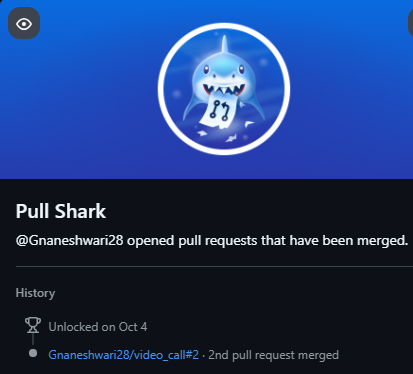 Pull Shark
@Gnaneshwari28 opened pull requests that have been merged.
History
Unlocked on Oct 4
Gnaneshwari28/video_call#2 · 2nd pull request merged